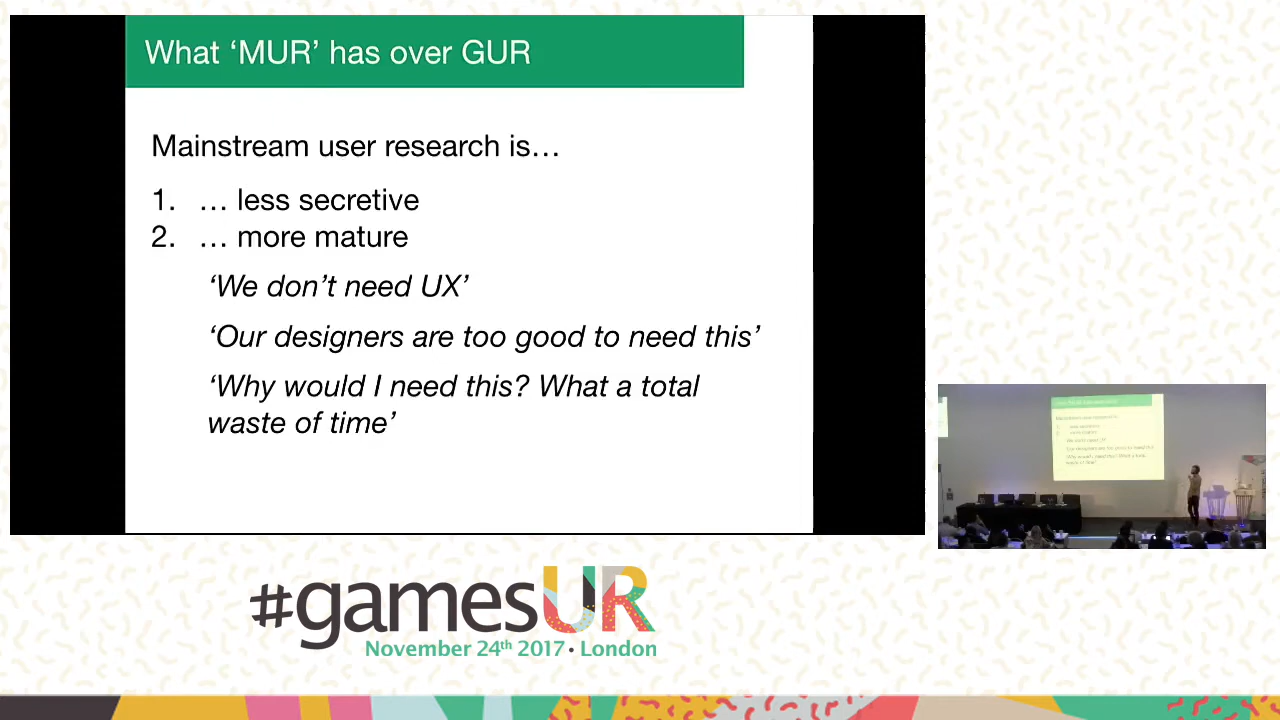 What ‘MUR’ has over GUR
Mainstream user research is…
1. … less secretive
2. … more mature
‘We don’t need UX’
‘Our designers are too good to need this’
‘Why would I need this? What a total
waste of time’
#gamesUR
November 24th 2017 • London